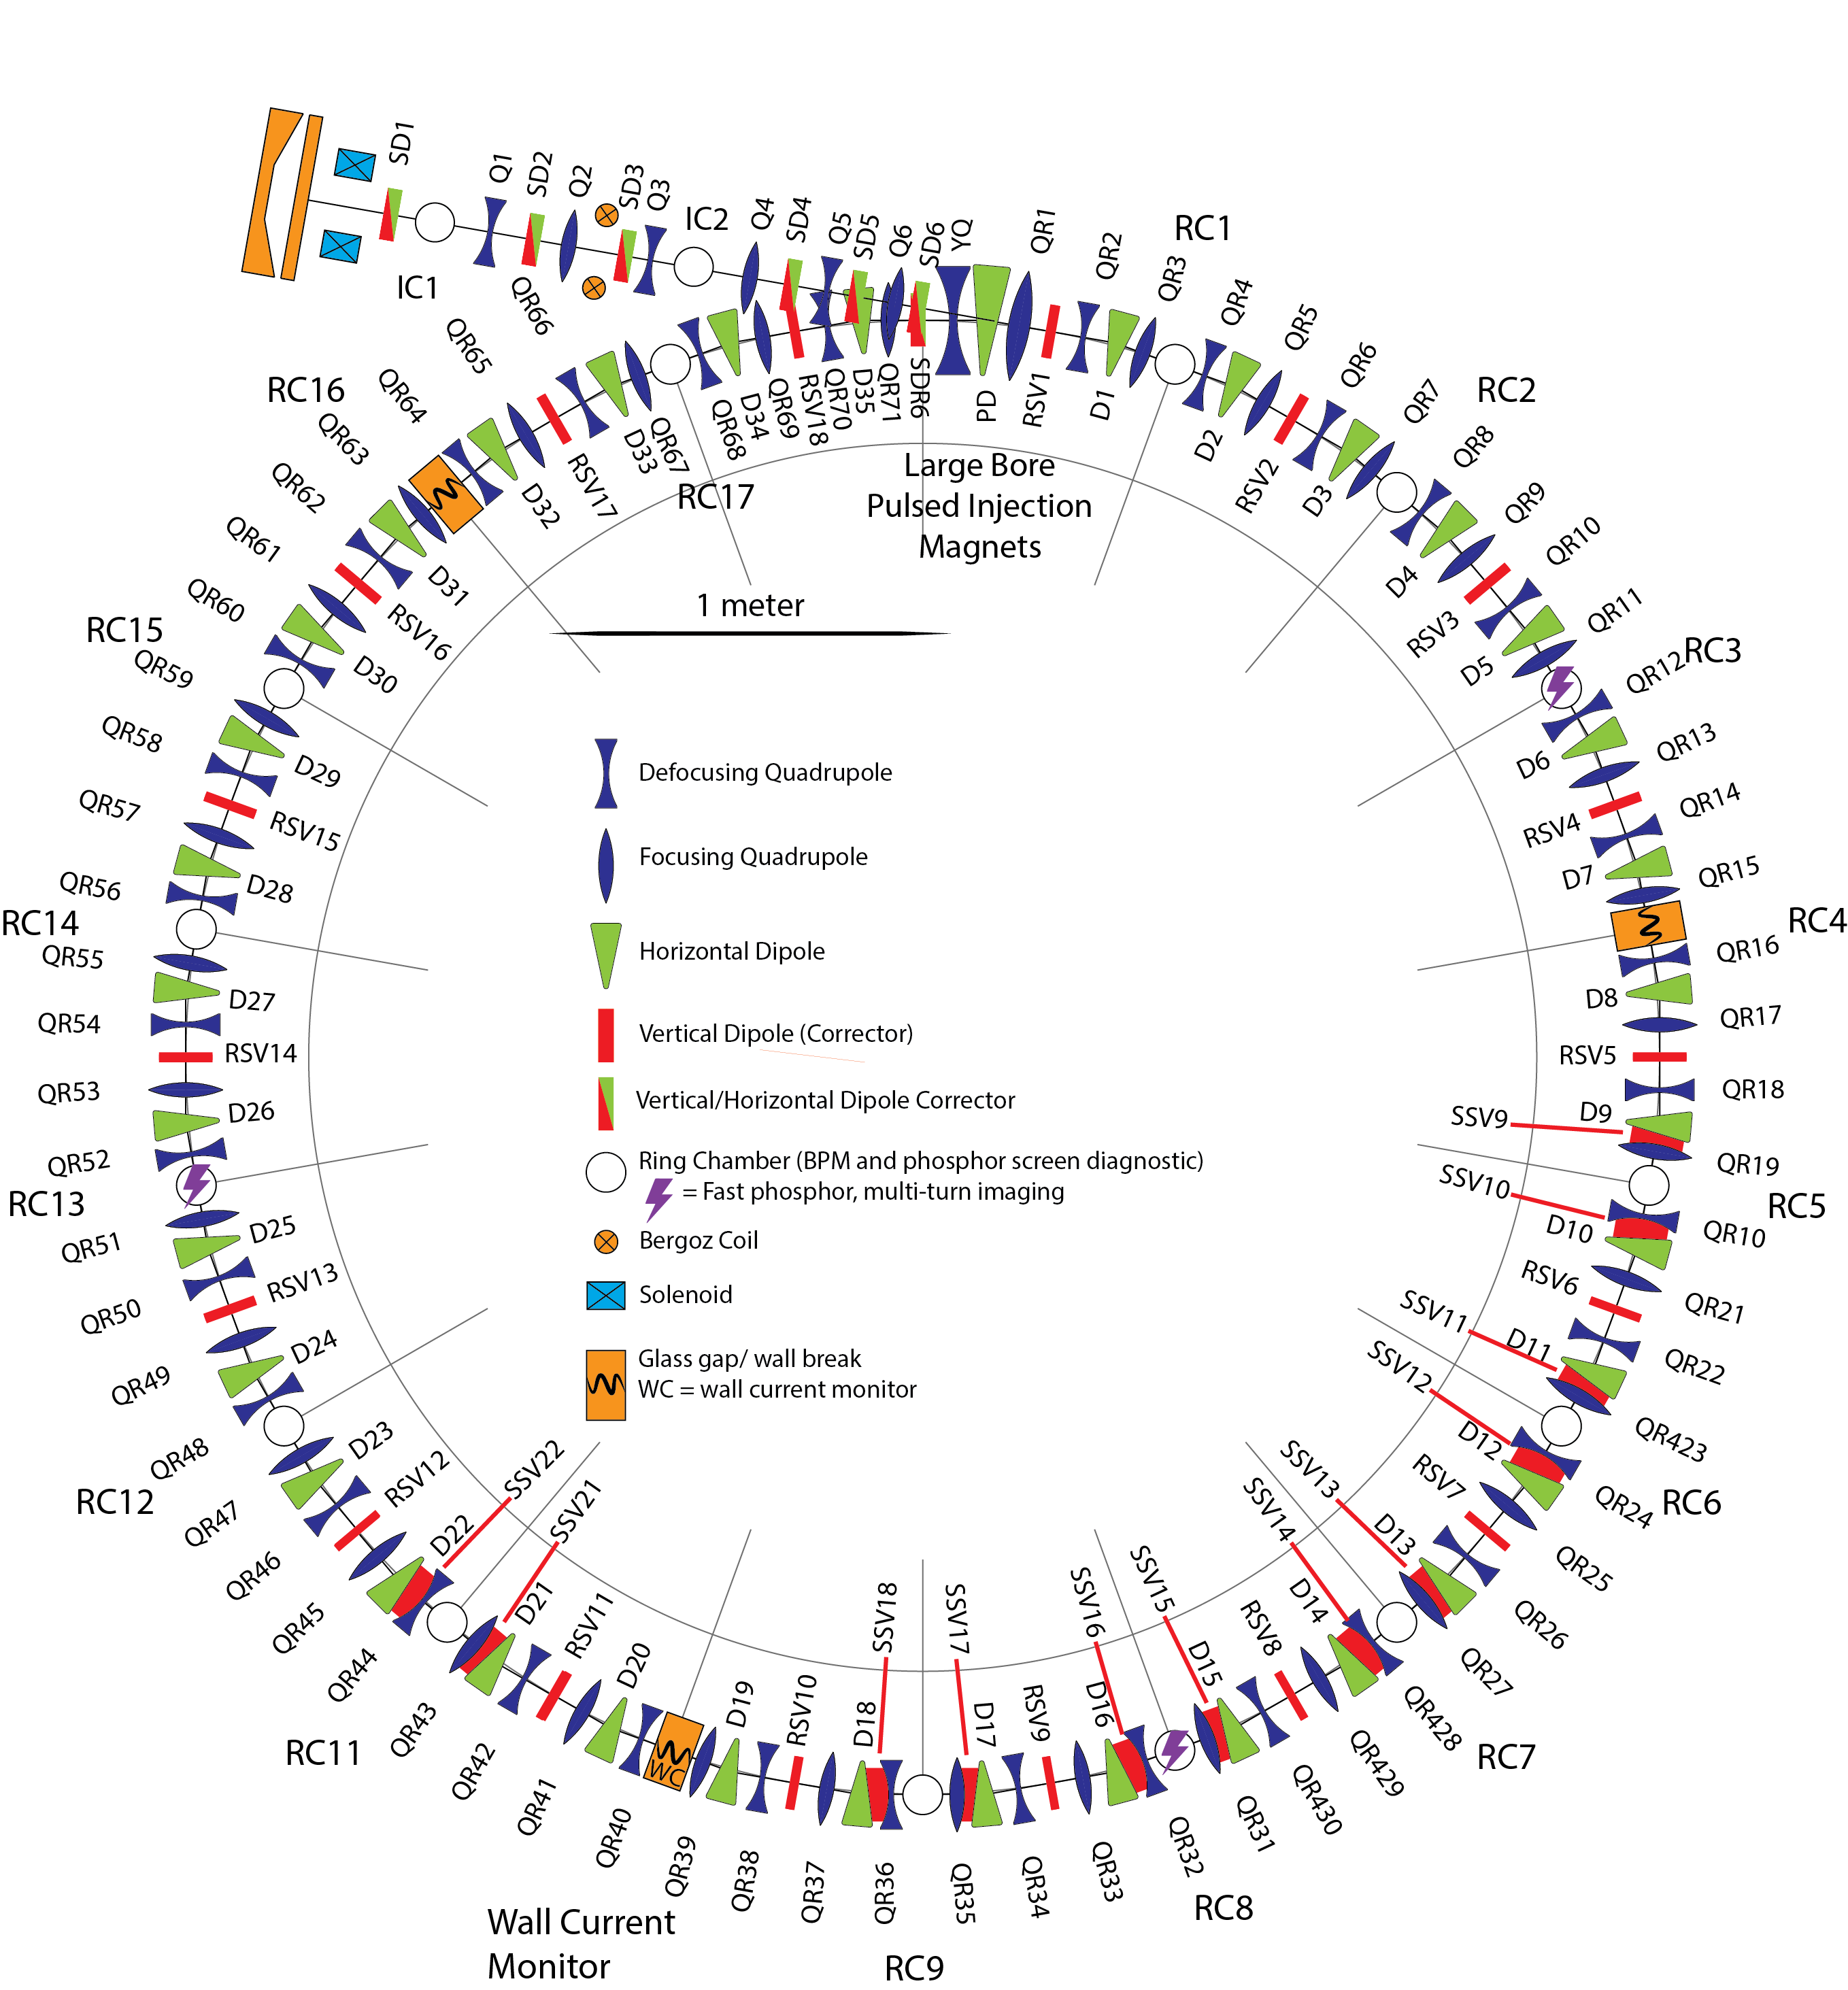 SD1
Q1
SD2
Q2
SD3
Q3
IC2
Q4
SD4
Q5
SD5
Q6
SD6
YQ
QR1
QR2
RC1
QR3
QR4
QR5
QR6
QR7
RC2
QR8
QR9
QR10
QR11
QR12
RC3
QR13
QR14
QR15
RC4
QR16
QR17
QR18
QR19
RC5
QR10
QR21
QR22
QR423
QR24
RC6
QR25
QR26
QR27
QR428
RC7
QR429
QR430
QR31
QR32
RC8
QR33
QR34
QR35
RC9
QR36
QR37
QR38
QR39
Wall Current
Monitor
QR40
QR41
QR42
QR43
RC11
QR44
QR45
QR46
QR47
RC12
QR48
QR49
QR50
QR51
RC13
QR52
QR53
QR54
QR55
RC14
QR56
QR57
QR58
QR59
RC15
QR60
QR61
QR62
QR63
RC16
QR64
QR65
QR66
IC1
QR67
RC17
QR68
D34
QR69
RSV18
QR70
D35
QR71
SDR6
PD
RSV1
D1
D2
RSV2
D3
D4
RSV3
D5
D6
RSV4
D7
D8
RSV5
D9
SSV9
SSV10
D10
RSV6
SSV11
D11
SSV12
D12
RSV7
SSV13
D13
SSV14
D14
RSV8
SSV15
D15
SSV16
D16
RSV9
D17
SSV17
SSV18
D18
RSV10
D19
WC
D20
RSV11
D21
SSV21
SSV22
D22
RSV12
D23
D24
RSV13
D25
D26
RSV14
D27
D28
RSV15
D29
D30
RSV16
D31
D32
RSV17
D33
Large Bore
Pulsed Injection
Magnets
1 meter
Defocusing Quadrupole
Focusing Quadrupole
Horizontal Dipole
Vertical Dipole (Corrector)
Vertical/Horizontal Dipole Corrector
Ring Chamber (BPM and phosphor screen diagnostic)
= Fast phosphor, multi-turn imaging
Bergoz Coil
Solenoid
Glass gap/ wall break
WC = wall current monitor